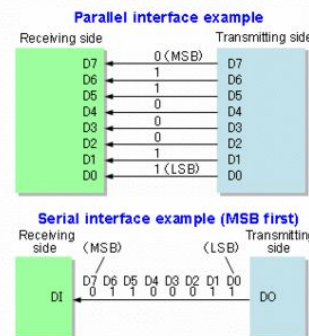 Parallel interface example
Receiving side Transmitting side
0 (MSB)
D7 D7
1
D6 D6
1
D5 D5
0
D4 D4
0
D3 D3
0
D2 D2
1
D1 D1
1 (LSB)
D0 D0
Serial interface example (MSB first)
Receiving side (MSB) (LSB) Transmitting side
D7 D6 D5 D4 D3 D2 D1 D0
DI 0 1 1 0 0 0 1 1 DO